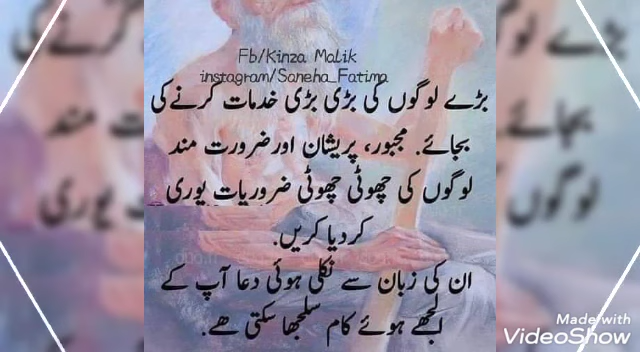 Fb/Kinza Malik
instagram/Saneha_Fatima
بڑے لوگوں کی بڑی بڑی خدمات کرنے کی
بجائے. مجبور، پریشان اور ضرورت مند
لوگوں کی چھوٹی چھوٹی ضروریات پوری
کر دیا کریں.
ان کی زبان سے نکلی ہوئی دعا آپ کے
الجھے ہوئے کام سلجھا سکتی ھے.
Made with
VideoShow